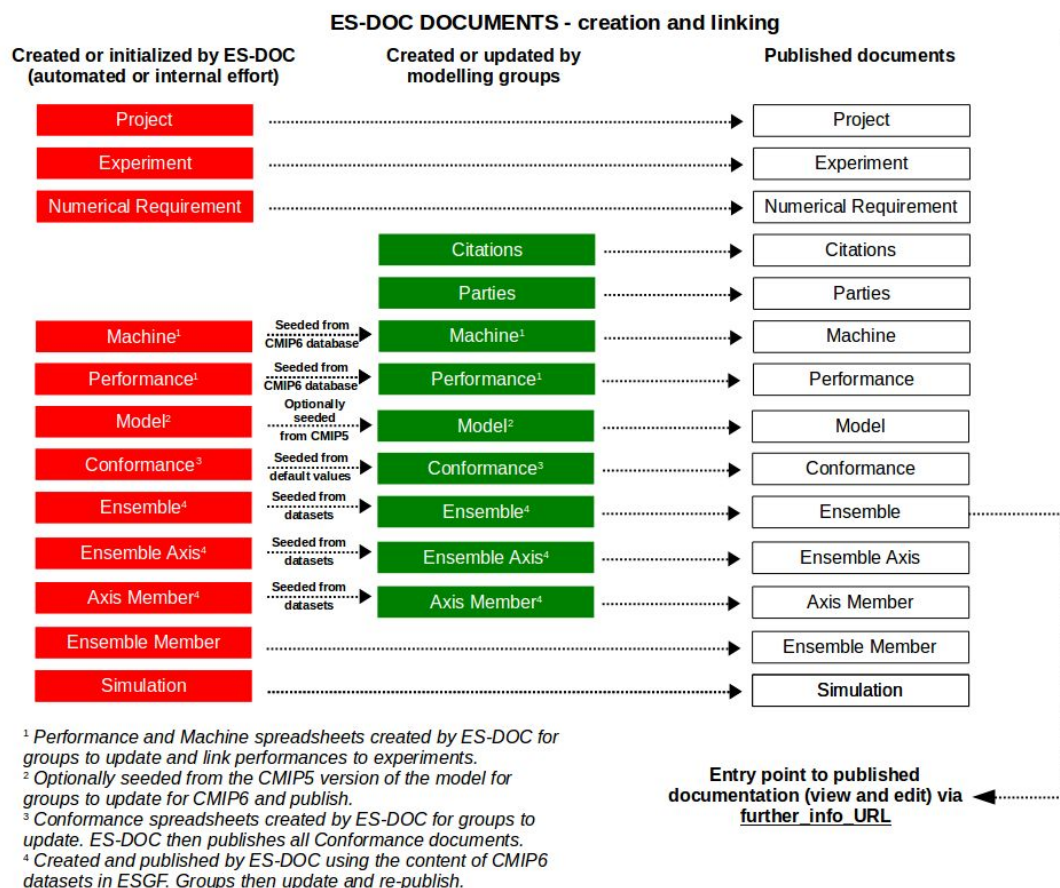 ES-DOC DOCUMENTS - creation and linking
Created or initialized by ES-DOC
(automated or internal effort)
Created or updated by
modelling groups
Published documents
Project
Project
Experiment
Experiment
Numerical Requirement
Numerical Requirement
Citations
Citations
Parties
Parties
Machine¹
Seeded from
CMIP6 database
Machine¹
Machine
Performance¹
Seeded from
CMIP6 database
Performance¹
Performance
Model²
Optionally
seeded
from CMIP5
Model²
Model
Conformance³
Seeded from
default values
Conformance³
Conformance
Ensemble⁴
Seeded from
datasets
Ensemble⁴
Ensemble
Ensemble Axis⁴
Seeded from
datasets
Ensemble Axis⁴
Ensemble Axis
Axis Member⁴
Seeded from
datasets
Axis Member⁴
Axis Member
Ensemble Member
Ensemble Member
Simulation
Simulation
¹ Performance and Machine spreadsheets created by ES-DOC for
groups to update and link performances to experiments.
² Optionally seeded from the CMIP5 version of the model for
groups to update for CMIP6 and publish.
³ Conformance spreadsheets created by ES-DOC for groups to
update. ES-DOC then publishes all Conformance documents.
⁴ Created and published by ES-DOC using the content of CMIP6
datasets in ESGF. Groups then update and re-publish.
Entry point to published
documentation (view and edit) via
further_info_URL